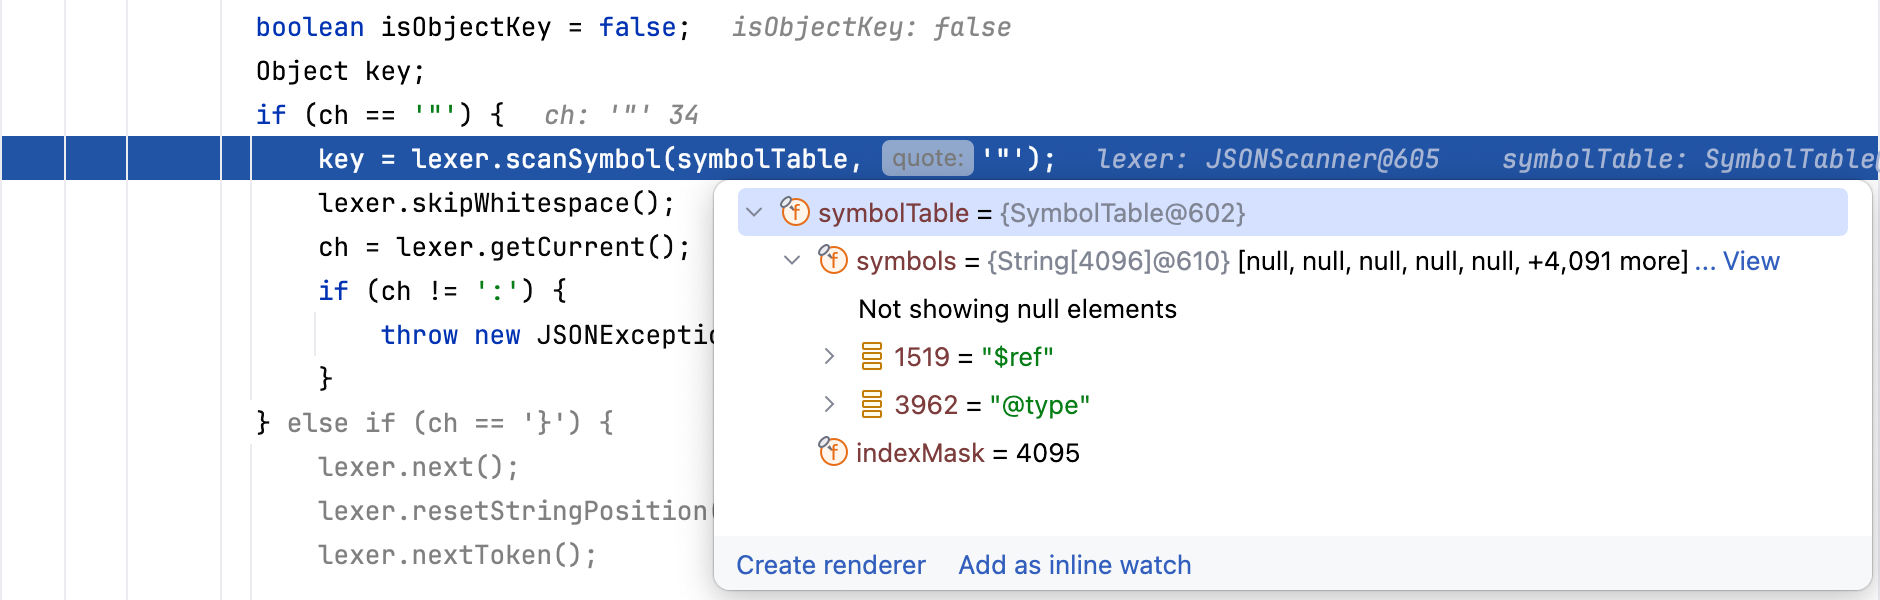 boolean isObjectKey = false;   isObjectKey: false
Object key;
if (ch == '"') {   ch: '"' 34
key = lexer.scanSymbol(symbolTable,  quote: '"');   lexer: JSONScanner@605    symbolTable: SymbolTable
lexer.skipWhitespace();
ch = lexer.getCurrent();
if (ch != ':') {
throw new JSONExceptio
}
} else if (ch == '}') {
lexer.next();
lexer.resetStringPosition(
lexer.nextToken();
symbolTable = {SymbolTable@602}
symbols = {String[4096]@610} [null, null, null, null, null, +4,091 more] ... View
Not showing null elements
1519 = "$ref"
3962 = "@type"
indexMask = 4095
Create renderer   Add as inline watch